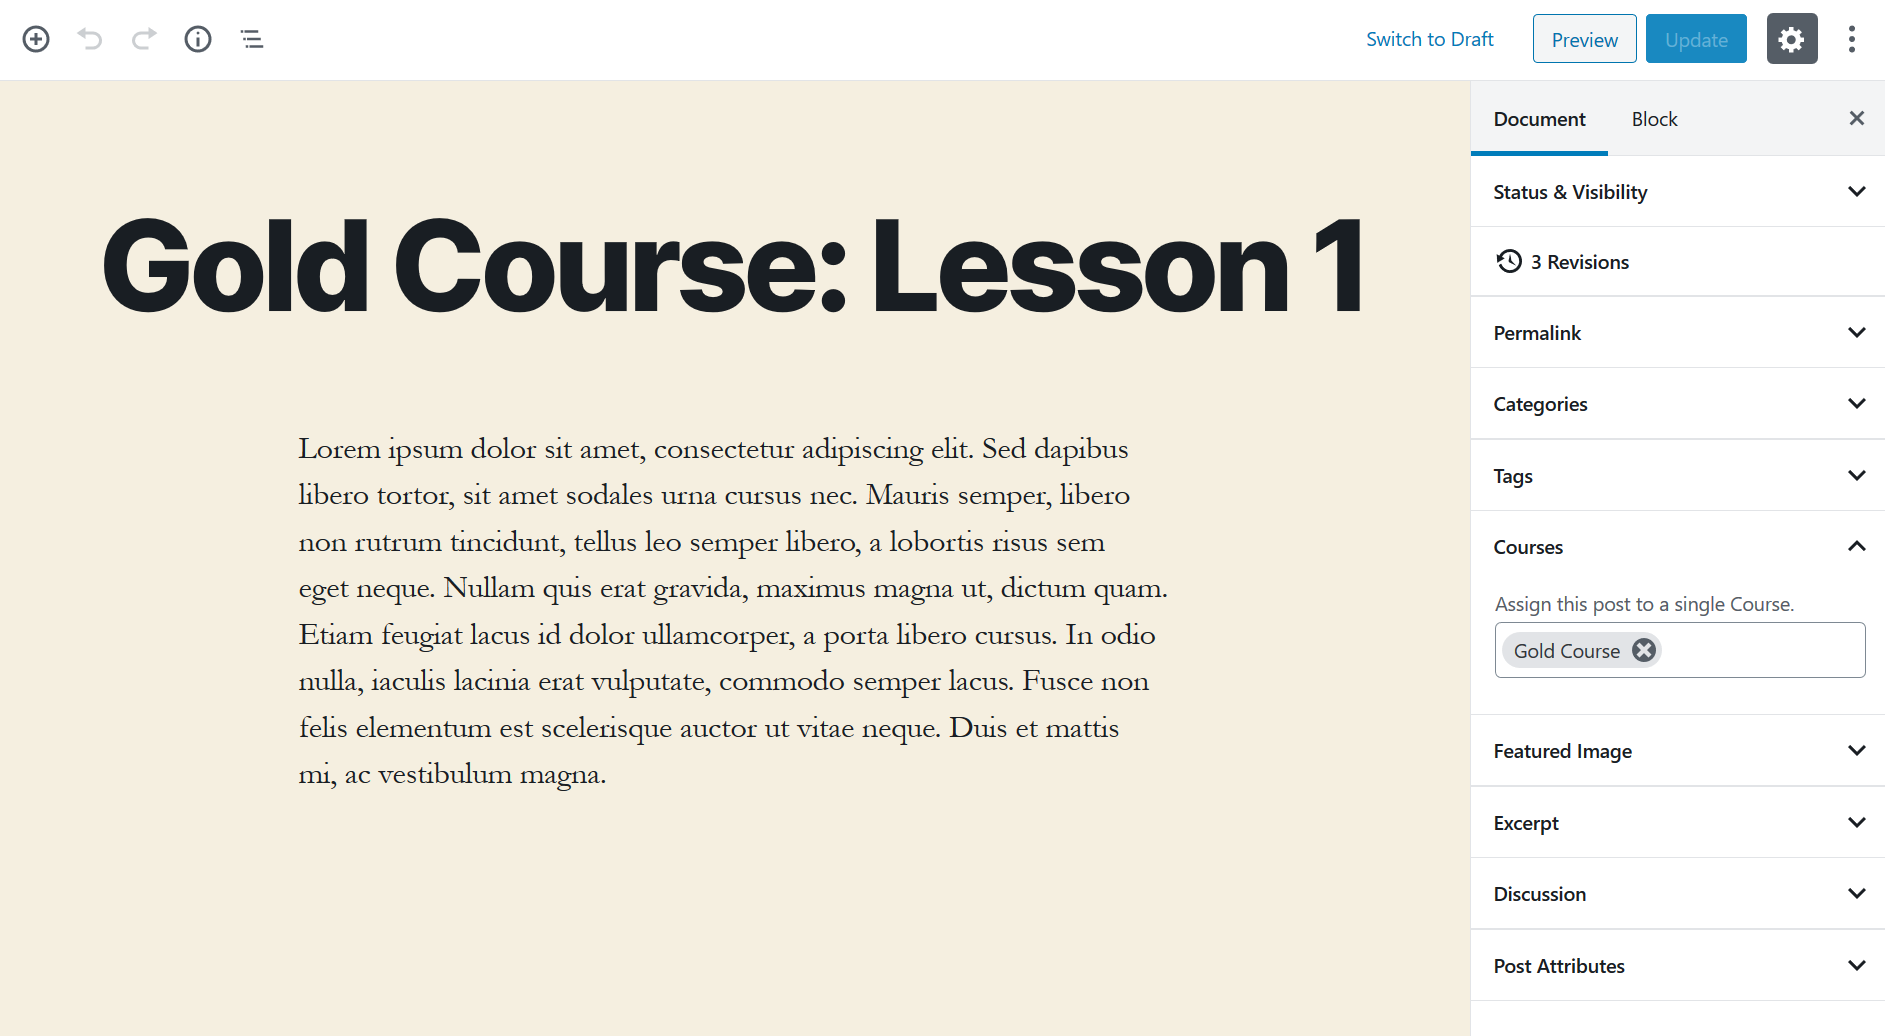 Switch to Draft
Preview
Update
Gold Course: Lesson 1
Lorem ipsum dolor sit amet, consectetur adipiscing elit. Sed dapibus
libero tortor, sit amet sodales urna cursus nec. Mauris semper, libero
non rutrum tincidunt, tellus leo semper libero, a lobortis risus sem
eget neque. Nullam quis erat gravida, maximus magna ut, dictum quam.
Etiam feugiat lacus id dolor ullamcorper, a porta libero cursus. In odio
nulla, iaculis lacinia erat vulputate, commodo semper lacus. Fusce non
felis elementum est scelerisque auctor ut vitae neque. Duis et mattis
mi, ac vestibulum magna.
Document
Block
Status & Visibility
3 Revisions
Permalink
Categories
Tags
Courses
Assign this post to a single Course.
Gold Course
Featured Image
Excerpt
Discussion
Post Attributes